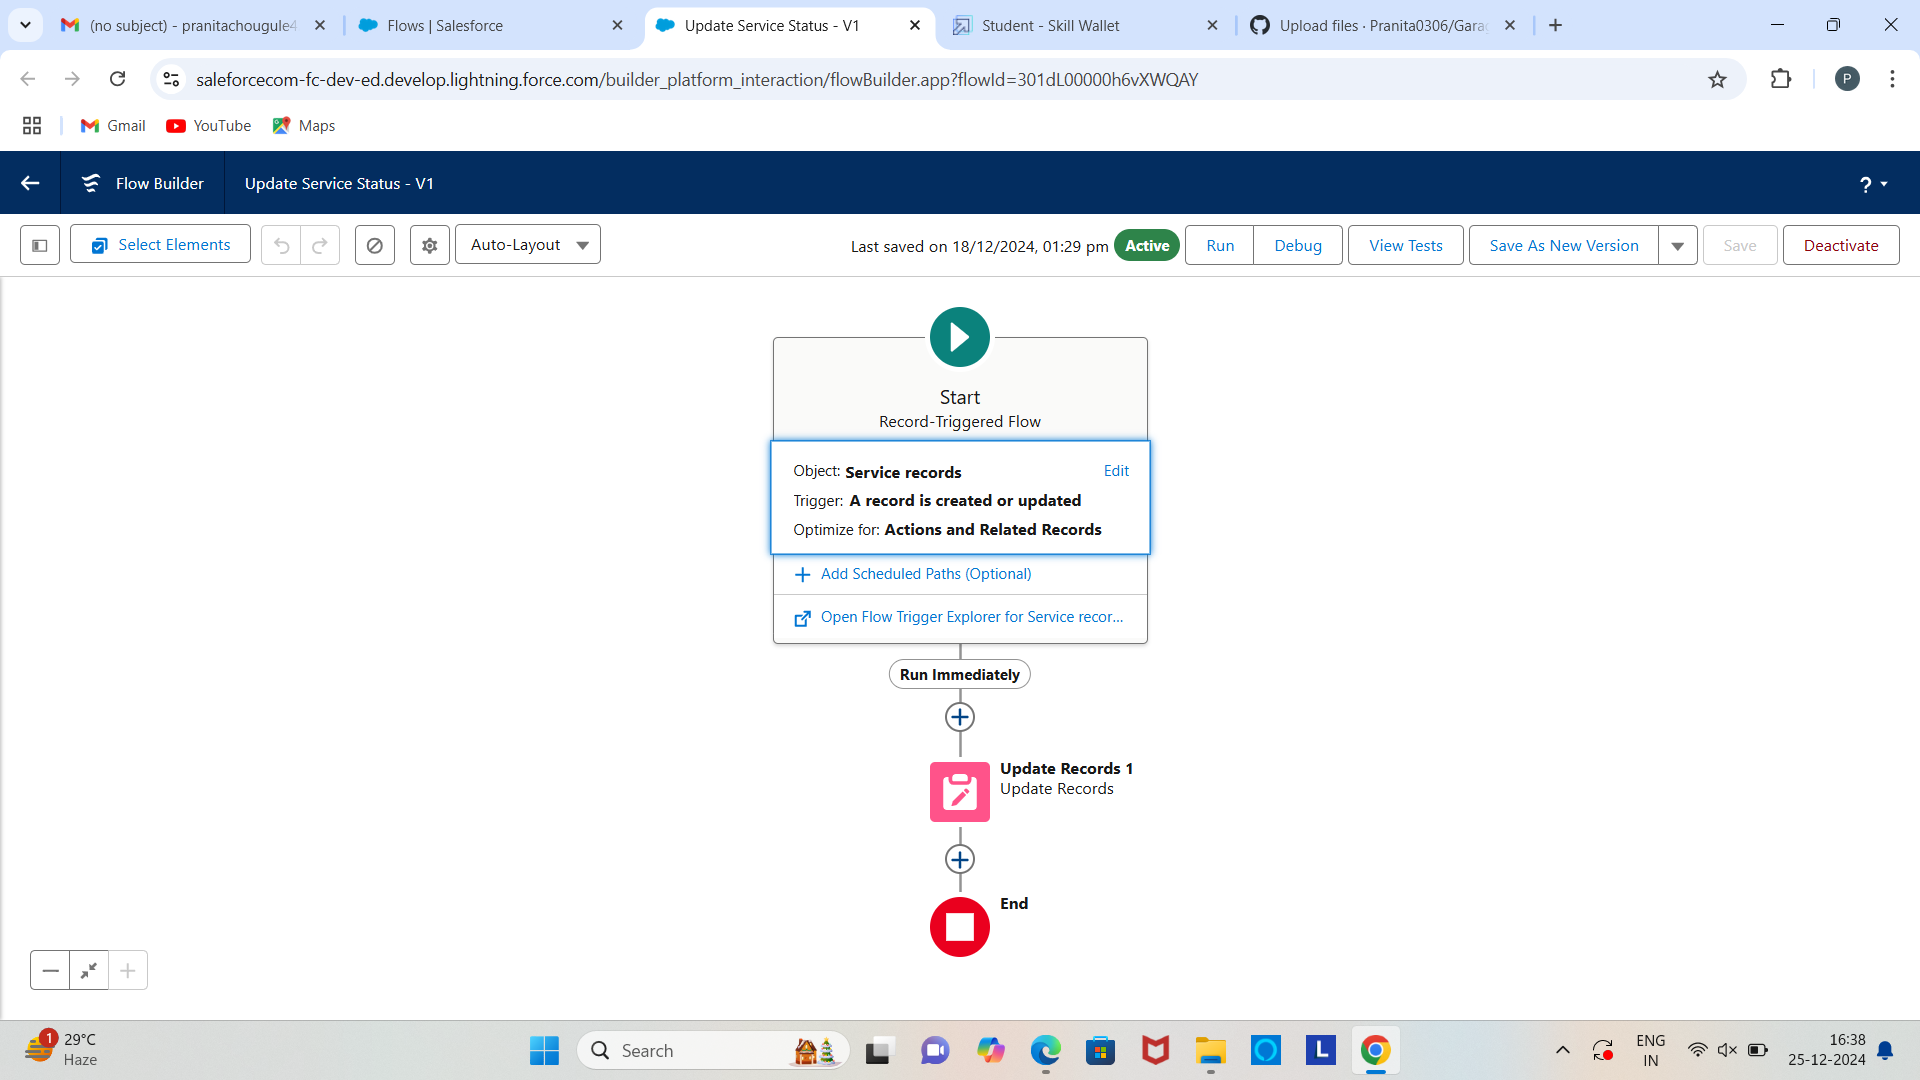 (no subject) - pranitachougule4
Flows | Salesforce
Update Service Status - V1
Student - Skill Wallet
Upload files · Pranita0306/Garag
saleforcecom-fc-dev-ed.develop.lightning.force.com/builder_platform_interaction/flowBuilder.app?flowId=301dL00000h6vXWQAY
P
Gmail
YouTube
Maps
Flow Builder
Update Service Status - V1
?
Select Elements
Auto-Layout
Last saved on 18/12/2024, 01:29 pm
Active
Run
Debug
View Tests
Save As New Version
Save
Deactivate
Start
Record-Triggered Flow
Object: Service records
Edit
Trigger: A record is created or updated
Optimize for: Actions and Related Records
Add Scheduled Paths (Optional)
Open Flow Trigger Explorer for Service recor...
Run Immediately
Update Records 1
Update Records
End
1
29°C
Haze
Search
L
ENG
IN
16:38
25-12-2024